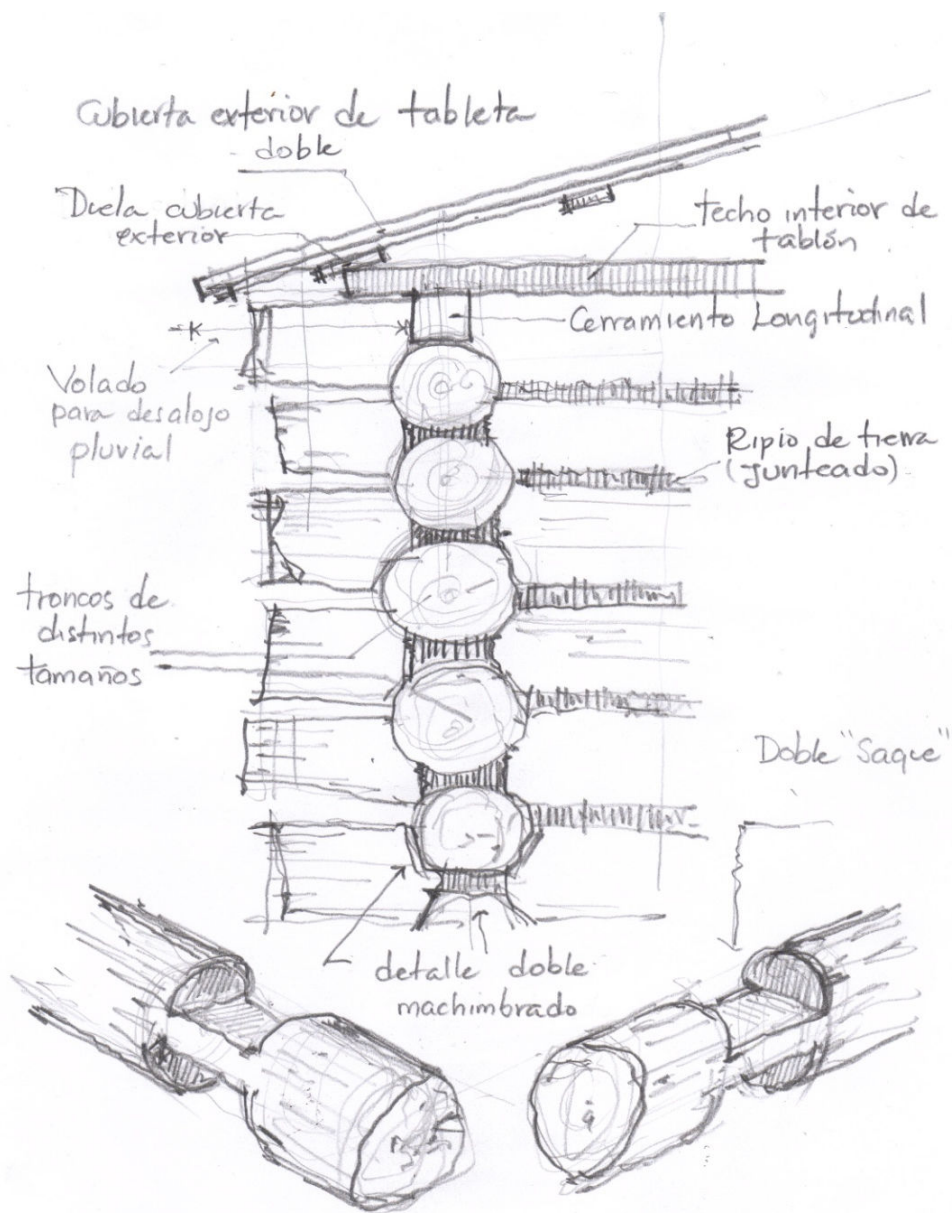 Cubierta exterior de tableta
doble
Duela cubierta
exterior
techo interior de
tablón
Cerramiento Longitudinal
Volado
para desalojo
pluvial
Ripio de tierra
(junteado)
troncos de
distintos
tamaños
Doble "saque"
detalle doble
machimbrado